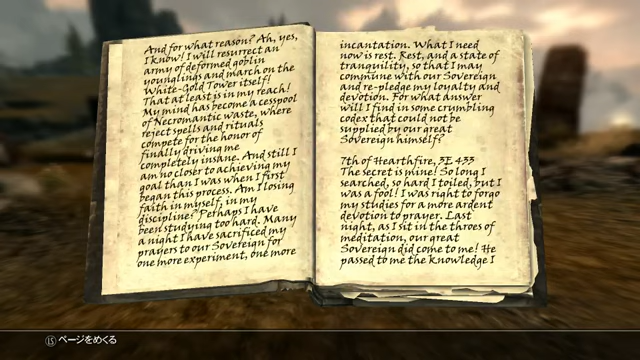 And for what reason? Ah, yes,
I know! I will resurrect an
army of deformed goblin
younglings and march on the
White-Gold Tower itself!
That at least is in my reach!
My mind has become a cesspool
of Necromantic waste, where
reject spells and rituals
compete for the honor of
finally driving me
completely insane. And still I
am no closer to achieving my
goal than I was when I first
began this process. Am I losing
faith in myself, in my
discipline? Perhaps I have
been studying too hard. Many
a night I have sacrificed my
prayers to our Sovereign for
one more experiment, one more
incantation. What I need
now is rest. Rest, and a state of
tranquility, so that I may
commune with our Sovereign
and re-pledge my loyalty and
devotion. For what answer
will I find in some crumbling
codex that could not be
supplied by our great
Sovereign himself?
7th of Hearthfire, 3E 433
The secret is mine! So long I
searched, so hard I toiled, but I
was a fool! I was right to forgo
my studies for a more ardent
devotion to prayer. Last
night, as I sit in the throes of
meditation, our great
Sovereign did come to me! He
passed to me the knowledge I
LS ページをめくる